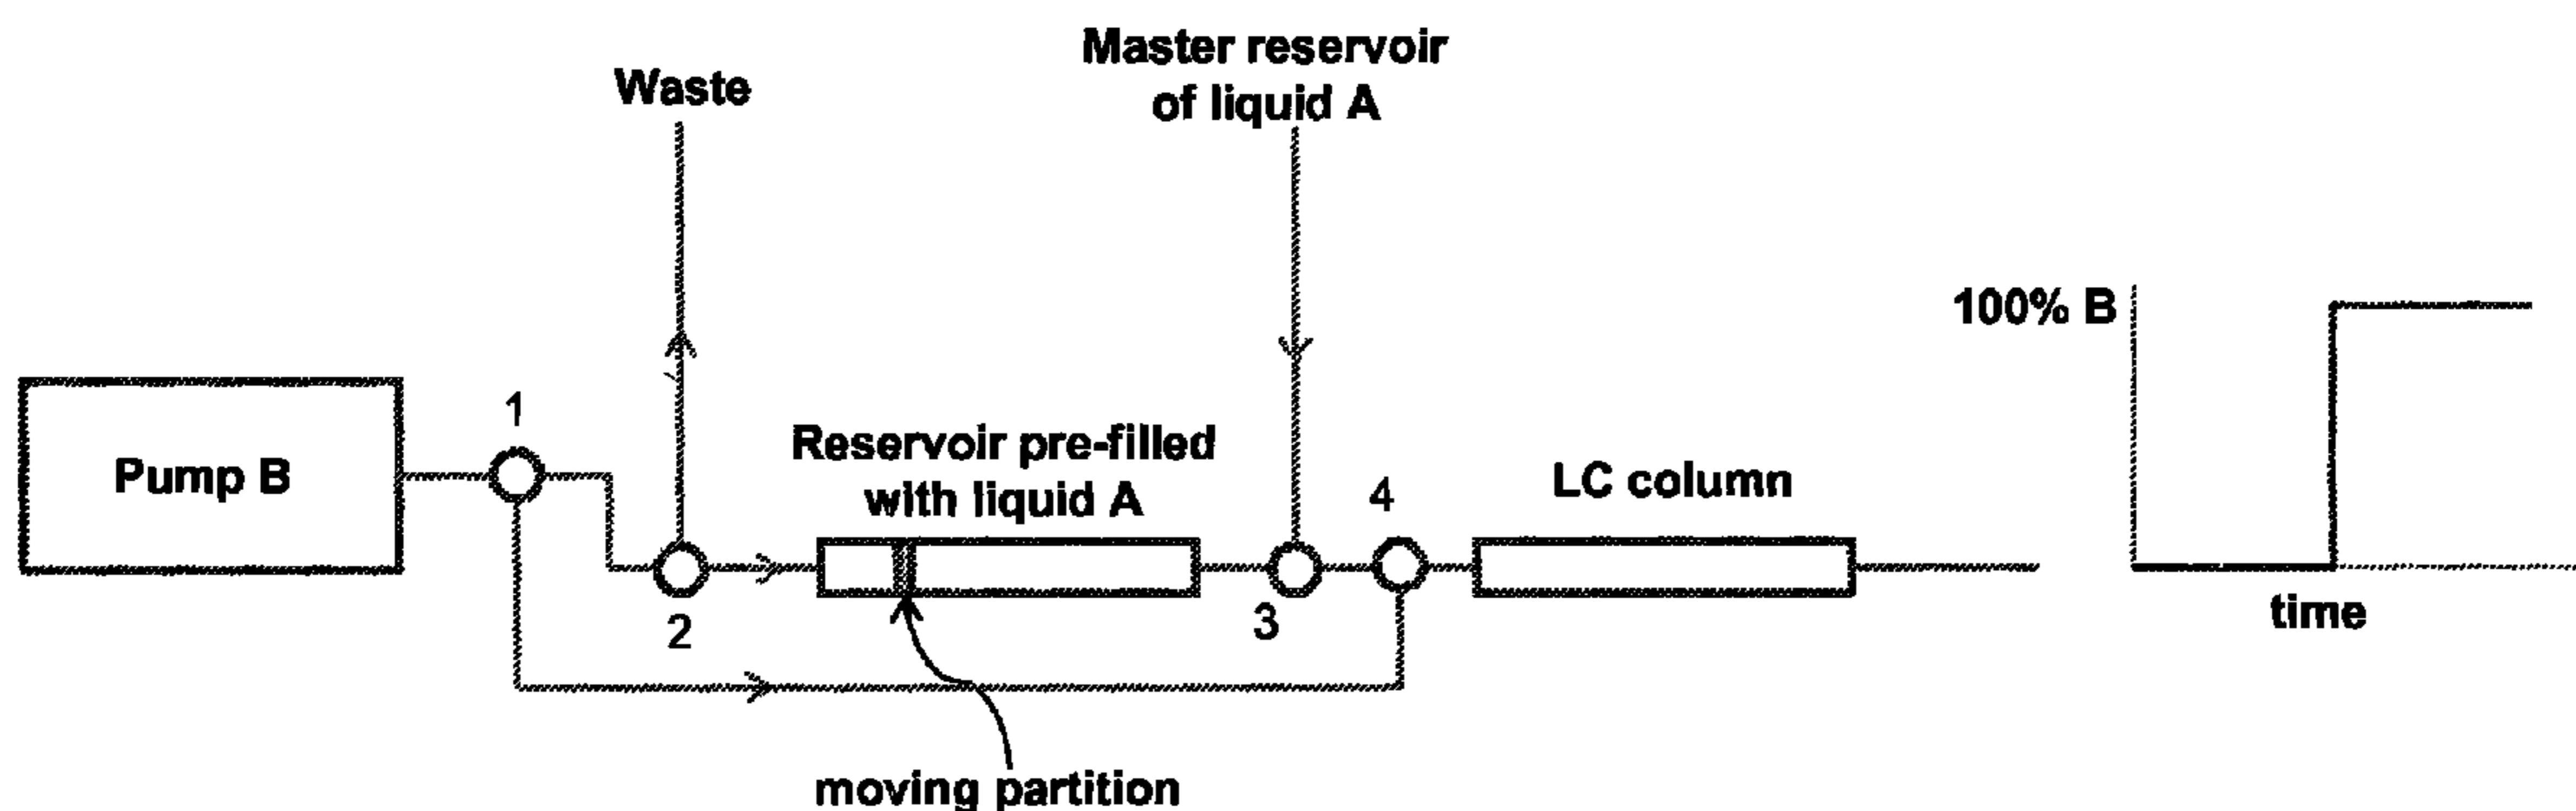 Master reservoir
of liquid A
Waste
100% B
1
Pump B
Reservoir pre-filled
with liquid A
4
LC column
2
3
time
moving partition